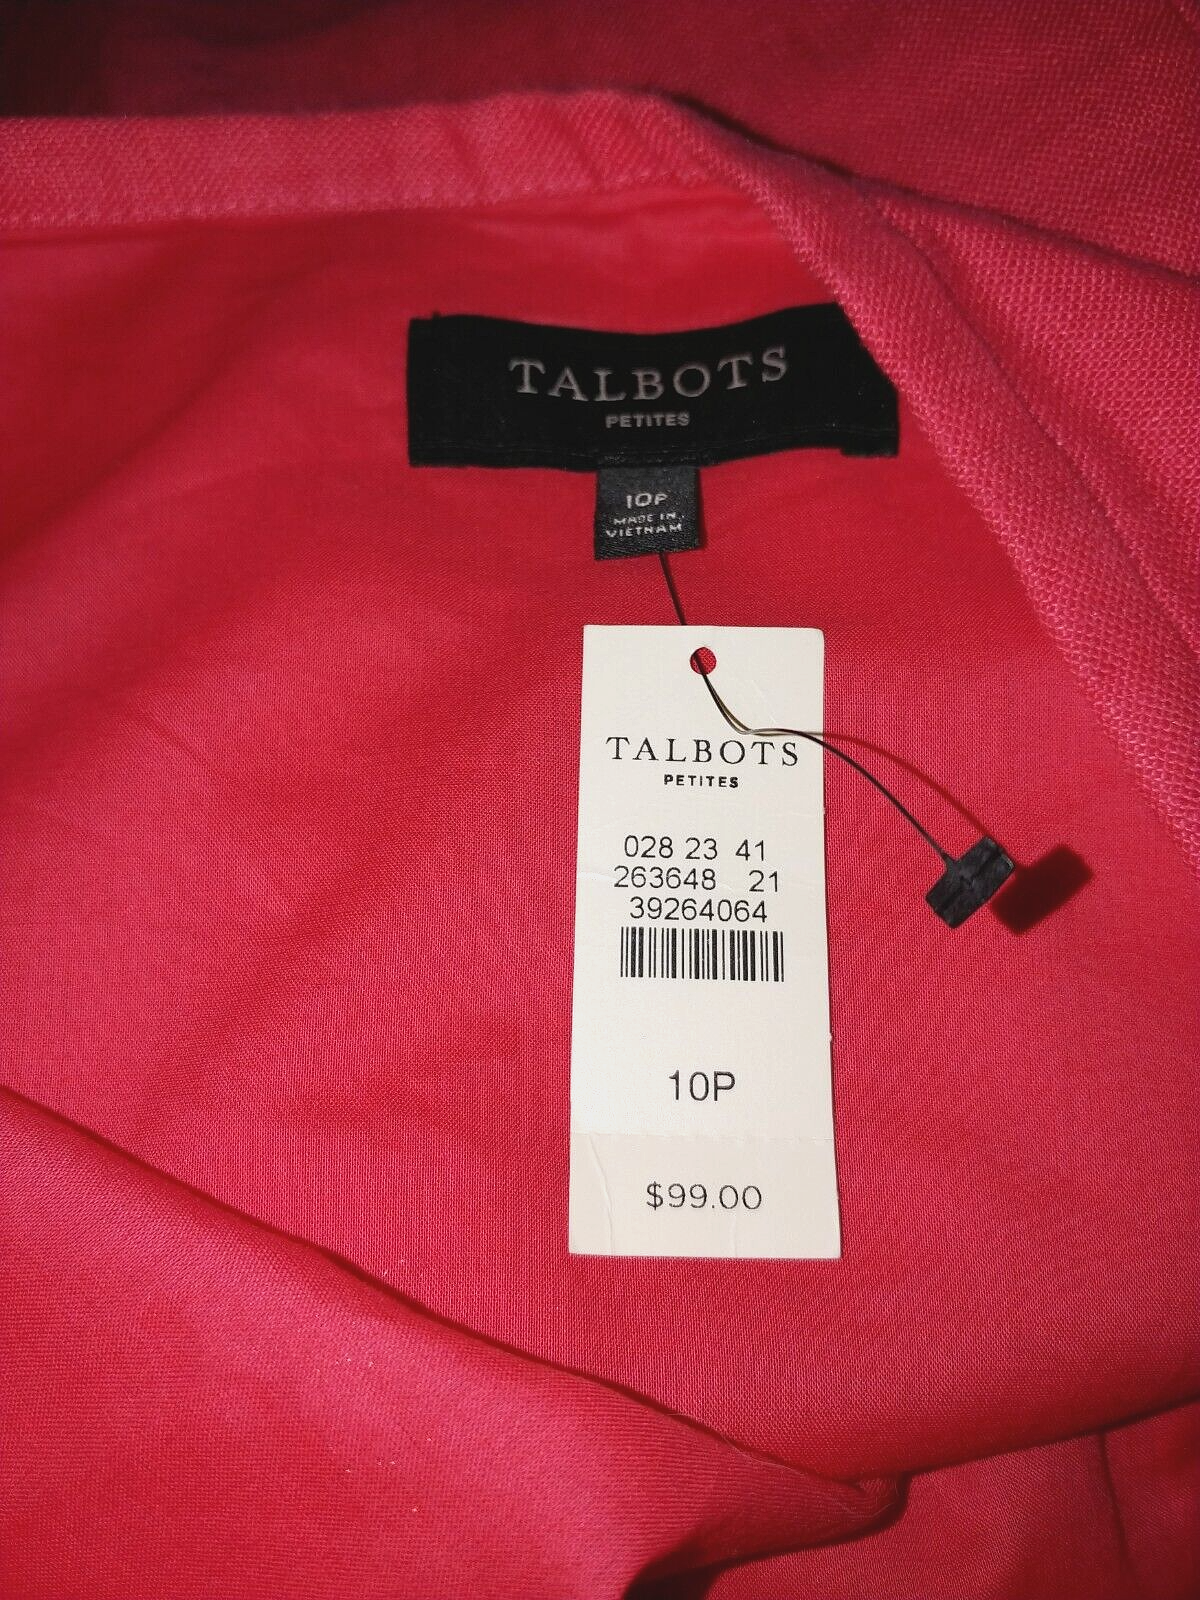 TALBOTS
PETITES
10P
MADE IN
VIETNAM
TALBOTS
PETITES
028 23 41
263648 21
39264064
10P
$99.00